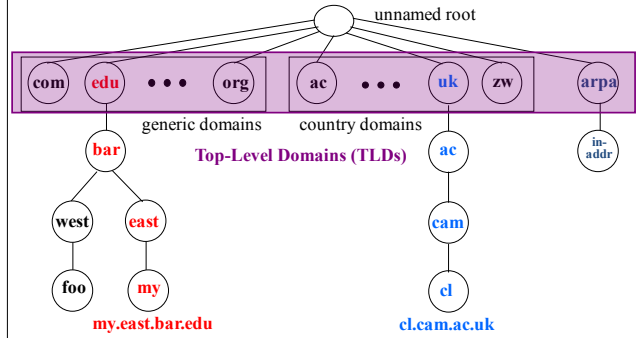 unnamed root
com edu ••• org ac ••• uk zw arpa
generic domains country domains
bar Top-Level Domains (TLDs) ac in-
addr
west east cam
foo my cl
my.east.bar.edu cl.cam.ac.uk